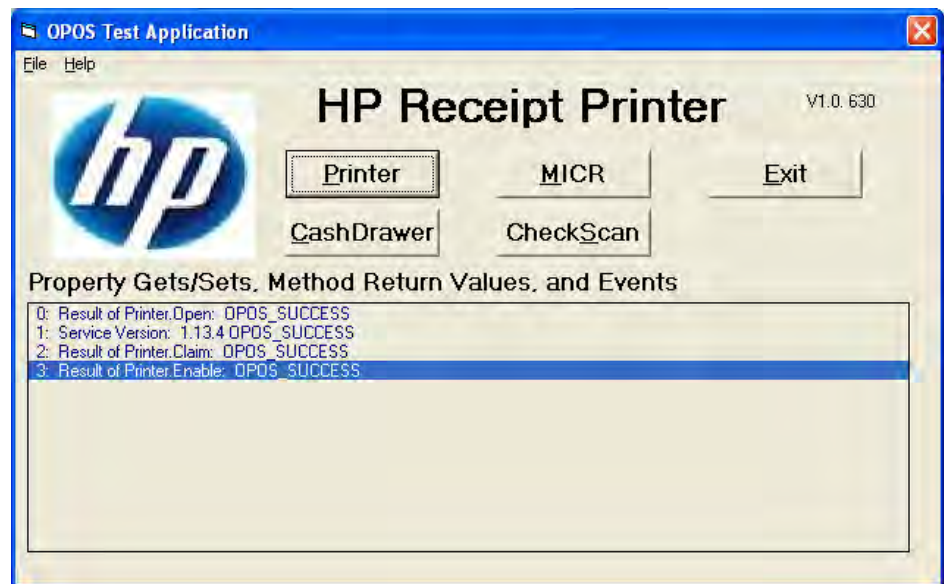 OPOS Test Application
File Help
HP Receipt Printer
V1.0. 630
hp
Printer
MICR
Exit
CashDrawer
CheckScan
Property Gets/Sets, Method Return Values, and Events
0: Result of Printer.Open: OPOS_SUCCESS
1: Service Version: 1.13.4 OPOS_SUCCESS
2: Result of Printer.Claim: OPOS_SUCCESS
3: Result of Printer.Enable: OPOS_SUCCESS